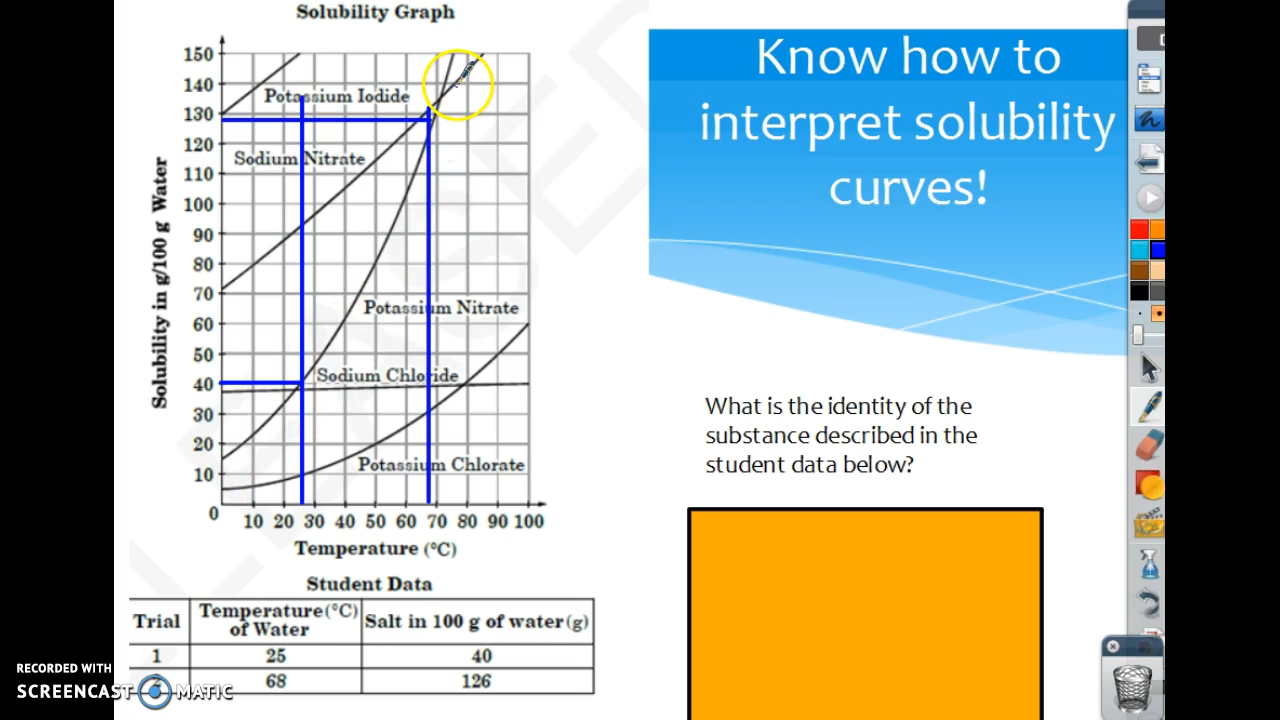 Solubility Graph
Solubility in g/100 g Water
150
140
130
120
110
100
90
80
70
60
50
40
30
20
10
0
Potassium Iodide
Sodium Nitrate
Potassium Nitrate
Sodium Chloride
Potassium Chlorate
10 20 30 40 50 60 70 80 90 100
Temperature (°C)
Student Data
Trial
Temperature (°C)
of Water
Salt in 100 g of water (g)
1 25 40
2 68 126
Know how to
interpret solubility
curves!
What is the identity of the
substance described in the
student data below?
RECORDED WITH
SCREENCAST MATIC